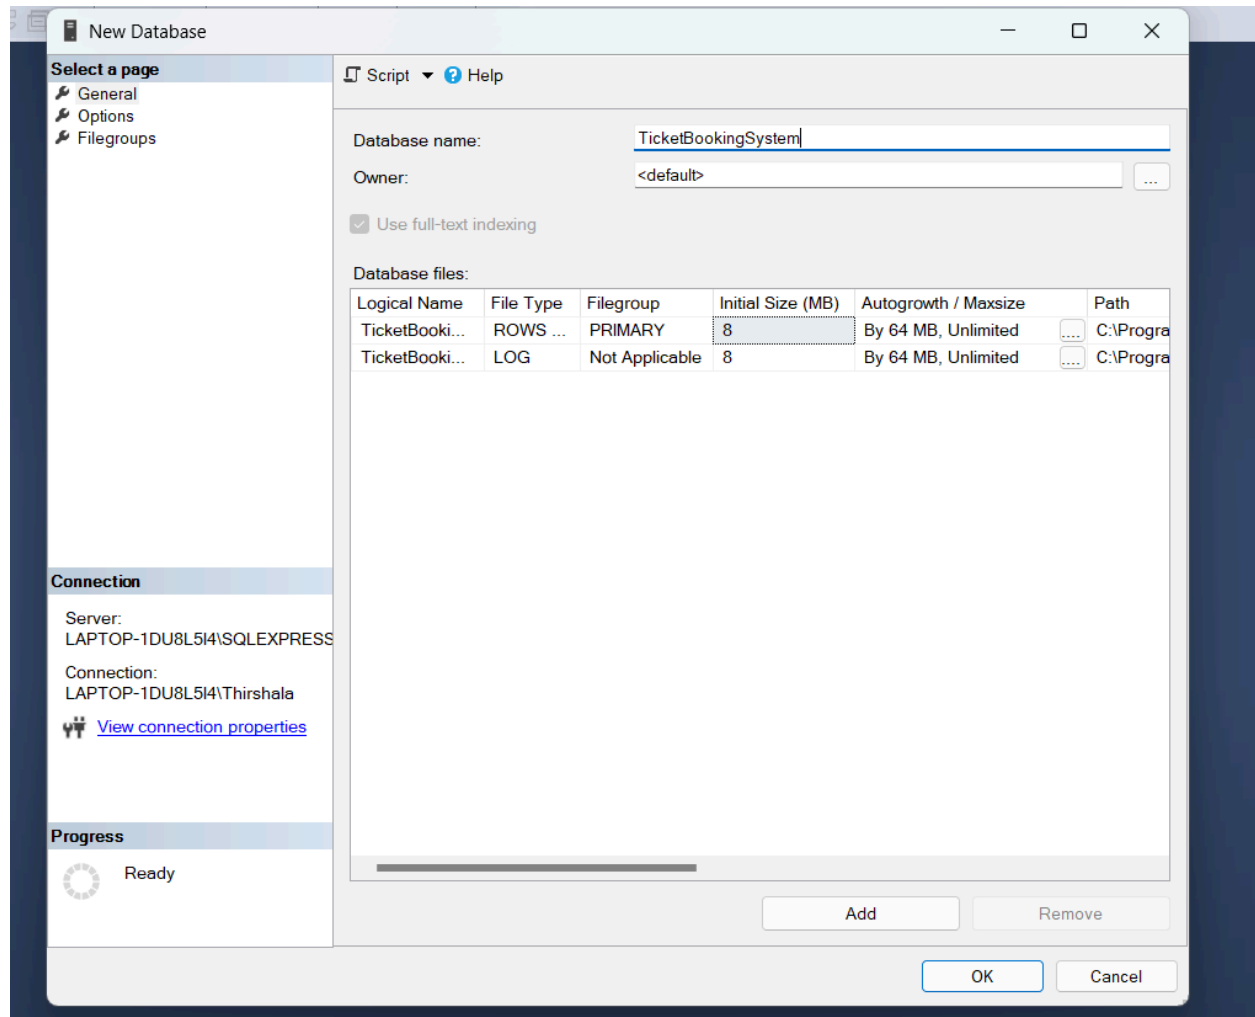 New Database
Select a page
General
Options
Filegroups
Script Help
Database name: TicketBookingSystem
Owner: <default> ...
Use full-text indexing
Database files:
Logical Name File Type Filegroup Initial Size (MB) Autogrowth / Maxsize Path
TicketBooki... ROWS ... PRIMARY 8 By 64 MB, Unlimited .... C:\Progra
TicketBooki... LOG Not Applicable 8 By 64 MB, Unlimited .... C:\Progra
Connection
Server:
LAPTOP-1DU8L5I4\SQLEXPRESS
Connection:
LAPTOP-1DU8L5I4\Thirshala
View connection properties
Progress
Ready
Add Remove
OK Cancel